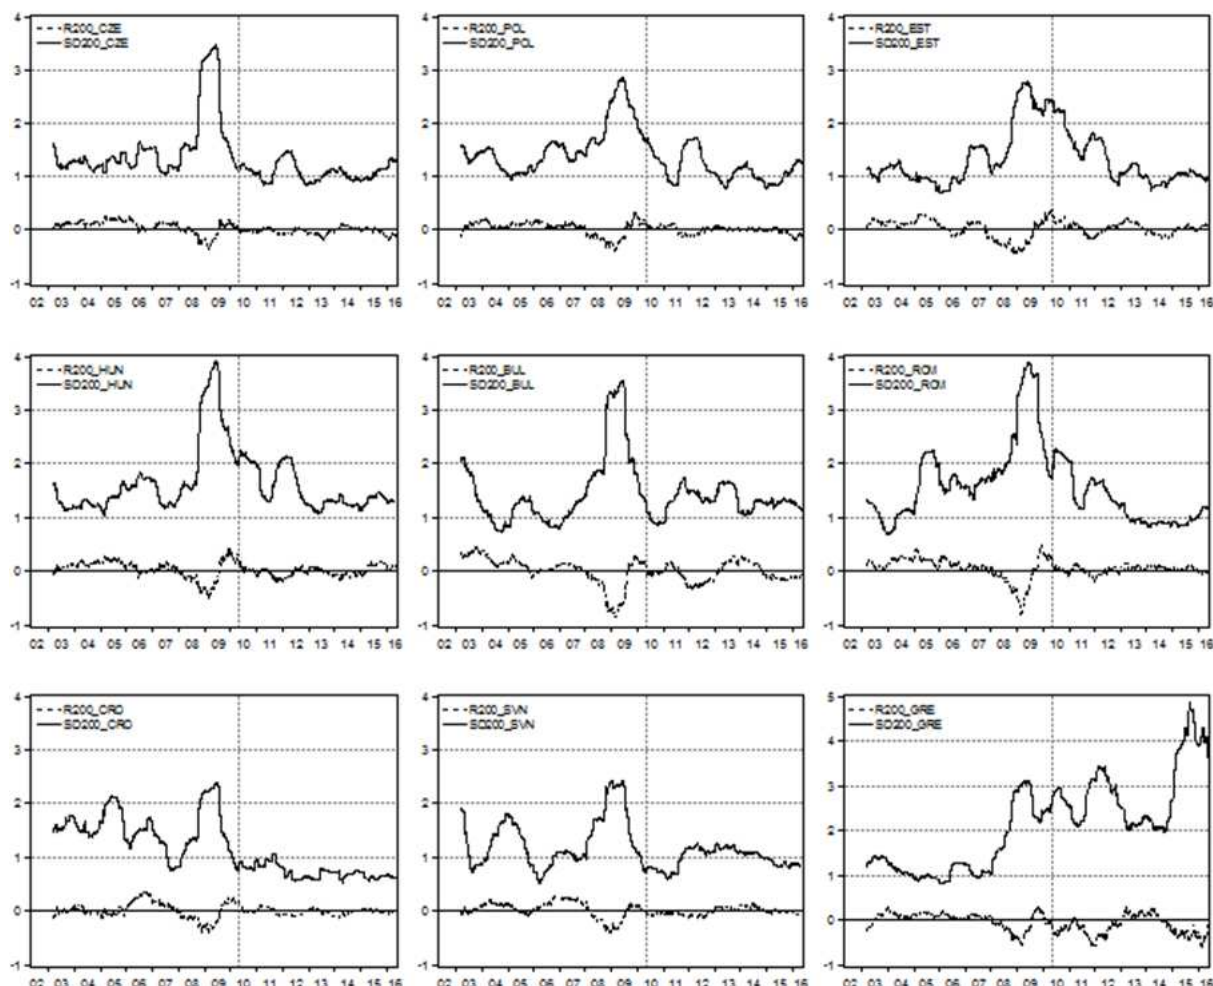 4 R200_CZE
SD200_CZE
3
2
1
0
-1
02 03 04 05 06 07 08 09 10 11 12 13 14 15 16
4 R200_POL
SD200_POL
3
2
1
0
-1
02 03 04 05 06 07 08 09 10 11 12 13 14 15 16
4 R200_EST
SD200_EST
3
2
1
0
-1
02 03 04 05 06 07 08 09 10 11 12 13 14 15 16
4 R200_HUN
SD200_HUN
3
2
1
0
-1
02 03 04 05 06 07 08 09 10 11 12 13 14 15 16
4 R200_BUL
SD200_BUL
3
2
1
0
-1
02 03 04 05 06 07 08 09 10 11 12 13 14 15 16
4 R200_ROM
SD200_ROM
3
2
1
0
-1
02 03 04 05 06 07 08 09 10 11 12 13 14 15 16
4 R200_CRO
SD200_CRO
3
2
1
0
-1
02 03 04 05 06 07 08 09 10 11 12 13 14 15 16
4 R200_SVN
SD200_SVN
3
2
1
0
-1
02 03 04 05 06 07 08 09 10 11 12 13 14 15 16
5 R200_GRE
SD200_GRE
4
3
2
1
0
-1
02 03 04 05 06 07 08 09 10 11 12 13 14 15 16